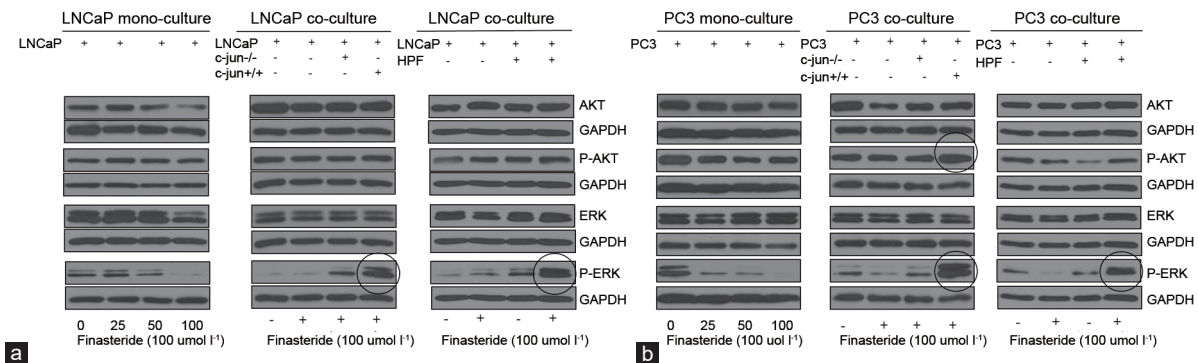 LNCaP mono-culture LNCaP co-culture LNCaP co-culture PC3 mono-culture PC3 co-culture PC3 co-culture
LNCaP + + + + LNCaP + + + + LNCaP + + + + PC3 + + + + PC3 + + + + PC3 + + + +
c-jun-/- - - + - HPF - - + + c-jun-/- - - + - HPF - - + +
c-jun+/+ - - - + c-jun+/+ - - - +
AKT AKT
GAPDH GAPDH
P-AKT P-AKT
GAPDH GAPDH
ERK ERK
GAPDH GAPDH
P-ERK P-ERK
GAPDH GAPDH
0 25 50 100 - + + + - + - + 0 25 50 100 - + + + - + - +
Finasteride (100 umol l-1) Finasteride (100 umol l-1) Finasteride (100 umol l-1) Finasteride (100 uol l-1) Finasteride (100 umol l-1) Finasteride (100 umol l-1)
a b